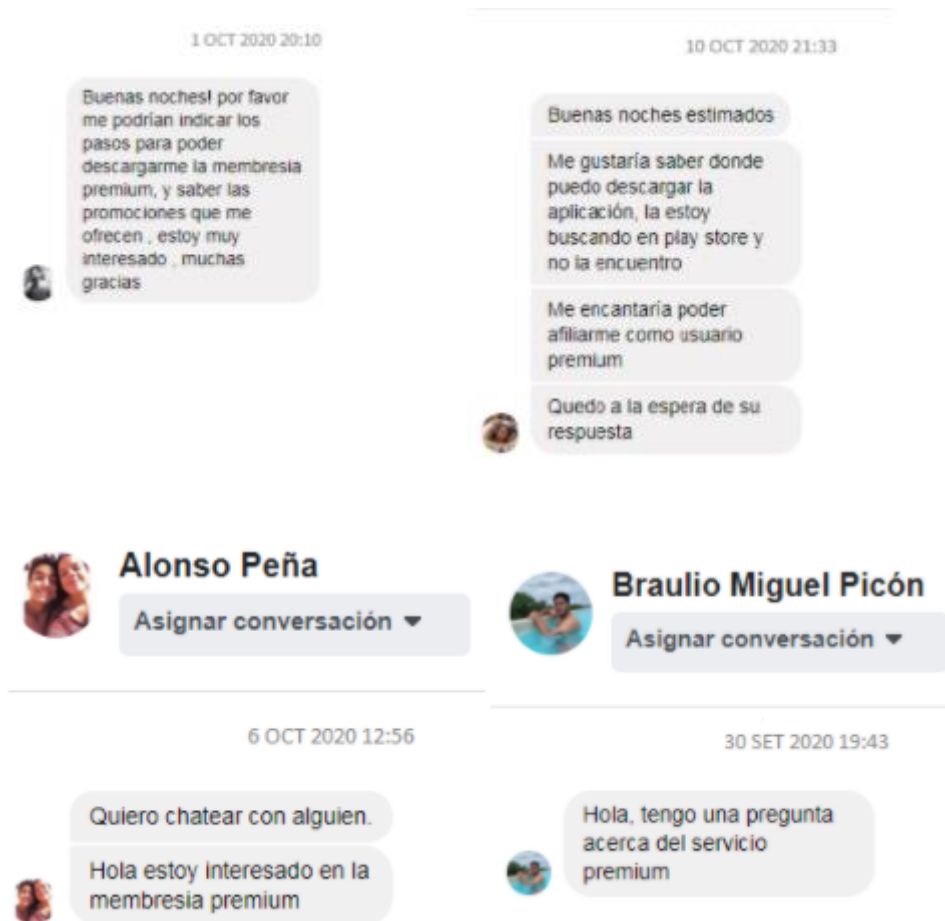 1 OCT 2020 20:10
Buenas noches! por favor
me podrían indicar los
pasos para poder
descargarme la membresia
premium, y saber las
promociones que me
ofrecen , estoy muy
interesado , muchas
gracias
10 OCT 2020 21:33
Buenas noches estimados
Me gustaría saber donde
puedo descargar la
aplicación, la estoy
buscando en play store y
no la encuentro
Me encantaría poder
afiliarme como usuario
premium
Quedo a la espera de su
respuesta
Alonso Peña
Asignar conversación
6 OCT 2020 12:56
Quiero chatear con alguien.
Hola estoy interesado en la
membresia premium
Braulio Miguel Picón
Asignar conversación
30 SET 2020 19:43
Hola, tengo una pregunta
acerca del servicio
premium